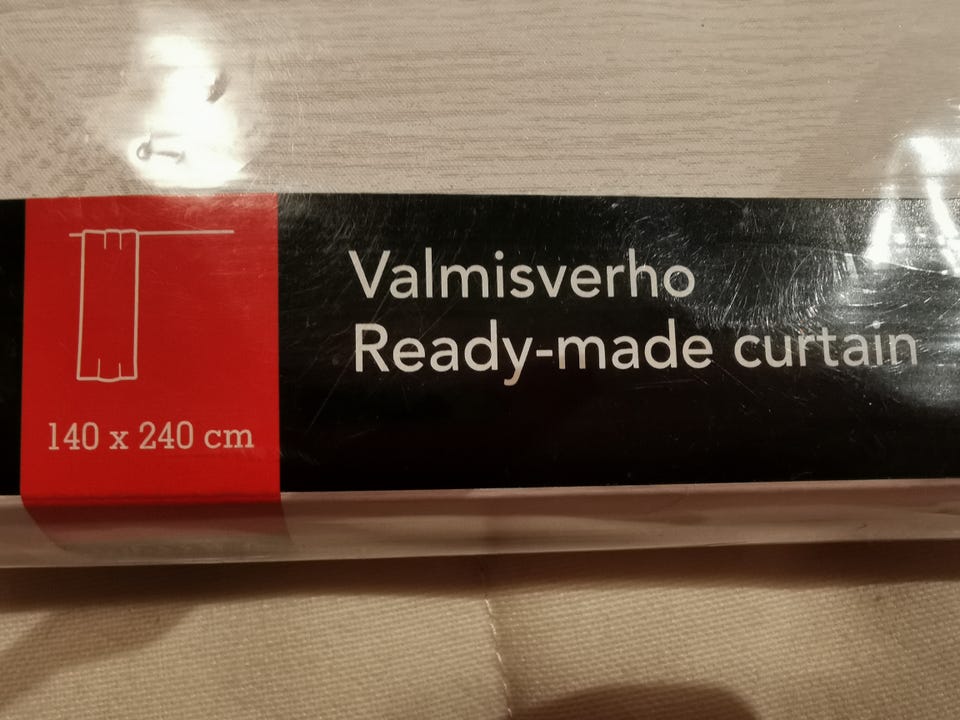 Valmisverho
Ready-made curtain
140 x 240 cm